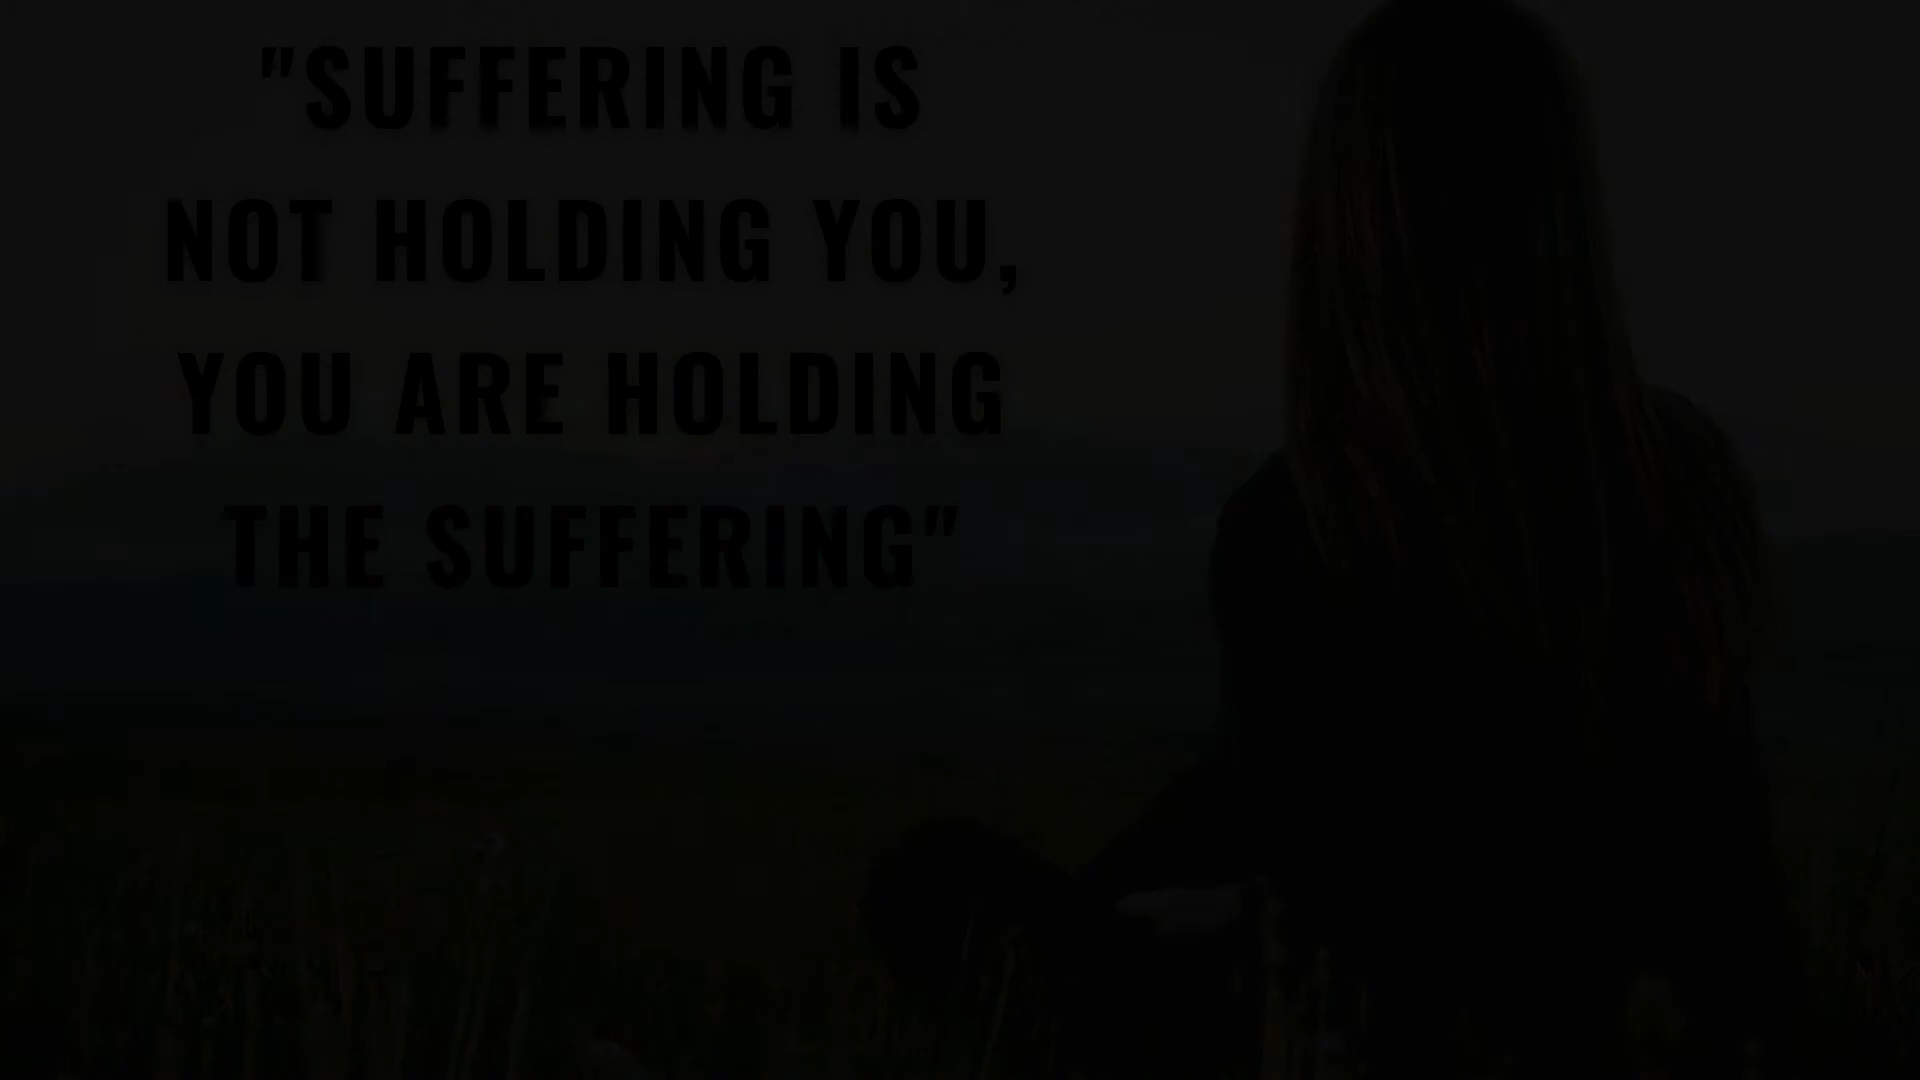 "SUFFERING IS
NOT HOLDING YOU,
YOU ARE HOLDING
THE SUFFERING"